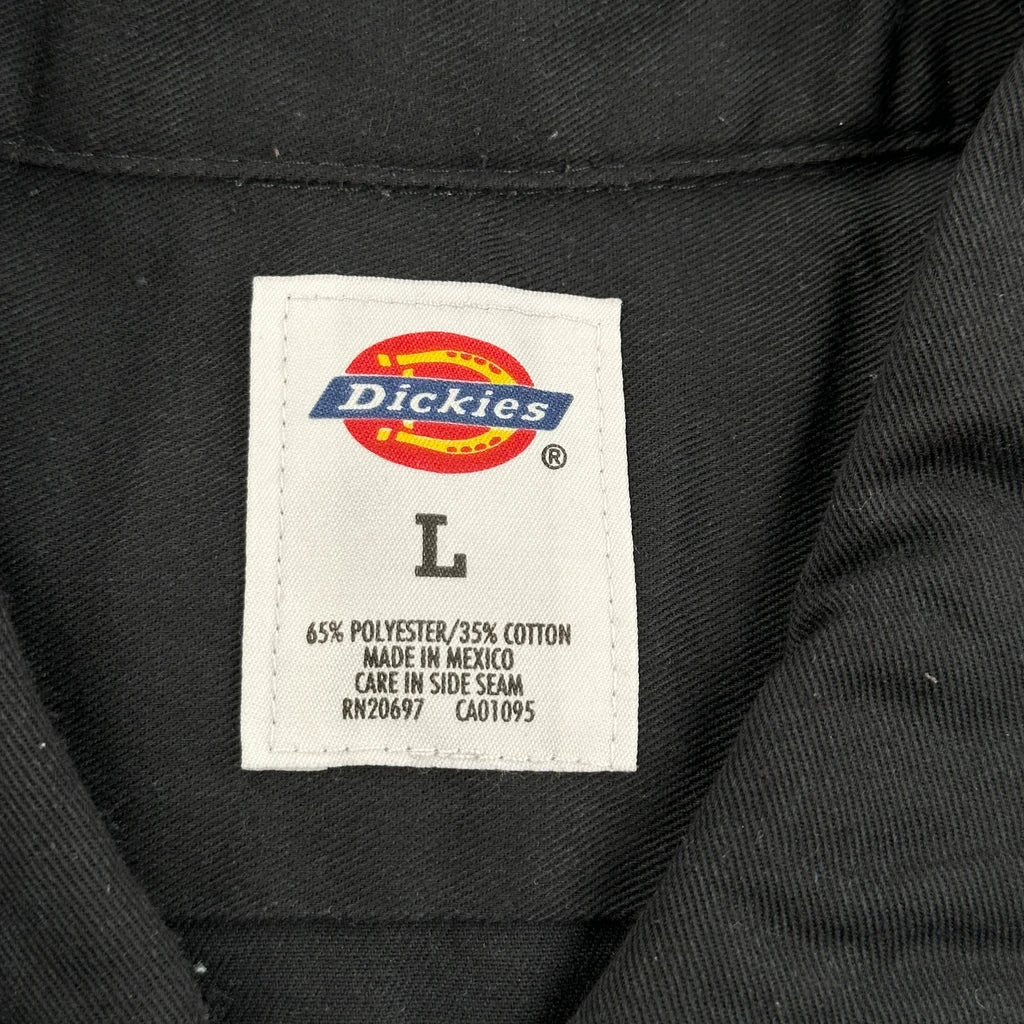 Dickies
®
L
65% POLYESTER/35% COTTON
MADE IN MEXICO
CARE IN SIDE SEAM
RN20697 CA01095